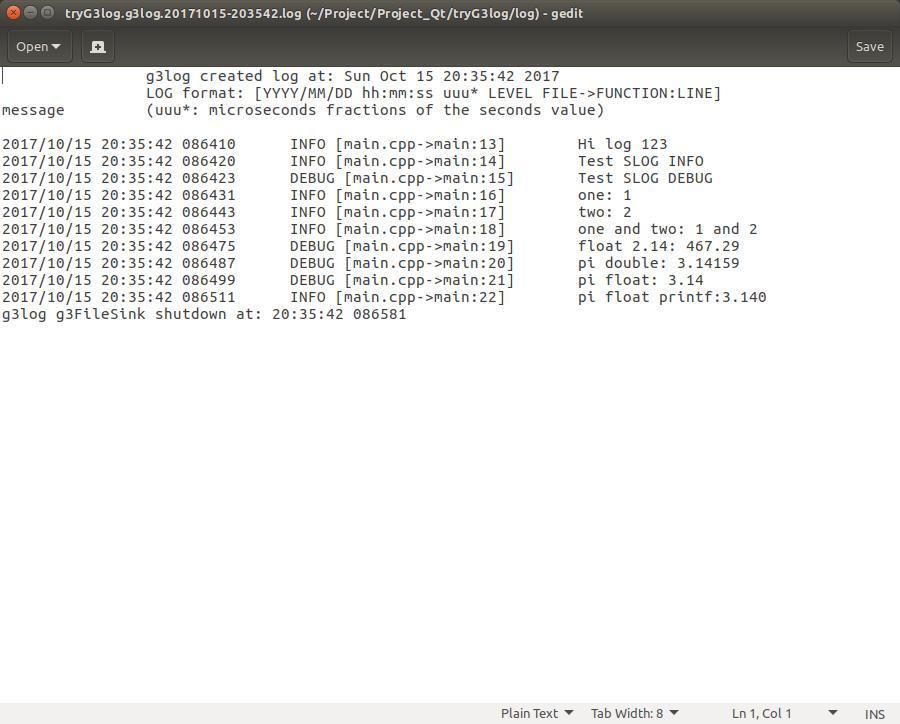 tryG3log.g3log.20171015-203542.log (~/Project/Project_Qt/tryG3log/log) - gedit
Open Save
g3log created log at: Sun Oct 15 20:35:42 2017
LOG format: [YYYY/MM/DD hh:mm:ss uuu* LEVEL FILE->FUNCTION:LINE]
message (uuu*: microseconds fractions of the seconds value)
2017/10/15 20:35:42 086410 INFO [main.cpp->main:13] Hi log 123
2017/10/15 20:35:42 086420 INFO [main.cpp->main:14] Test SLOG INFO
2017/10/15 20:35:42 086423 DEBUG [main.cpp->main:15] Test SLOG DEBUG
2017/10/15 20:35:42 086431 INFO [main.cpp->main:16] one: 1
2017/10/15 20:35:42 086443 INFO [main.cpp->main:17] two: 2
2017/10/15 20:35:42 086453 INFO [main.cpp->main:18] one and two: 1 and 2
2017/10/15 20:35:42 086475 DEBUG [main.cpp->main:19] float 2.14: 467.29
2017/10/15 20:35:42 086487 DEBUG [main.cpp->main:20] pi double: 3.14159
2017/10/15 20:35:42 086499 DEBUG [main.cpp->main:21] pi float: 3.14
2017/10/15 20:35:42 086511 INFO [main.cpp->main:22] pi float printf:3.140
g3log g3FileSink shutdown at: 20:35:42 086581
Plain Text Tab Width: 8 Ln 1, Col 1 INS